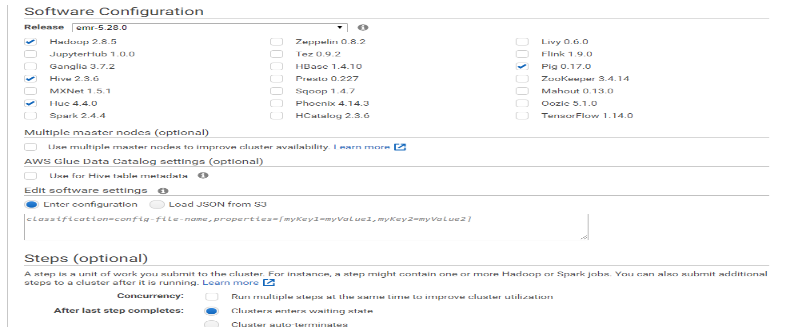 Software Configuration
Release emr-5.28.0
Hadoop 2.8.5 Zeppelin 0.8.2 Livy 0.6.0
JupyterHub 1.0.0 Tez 0.9.2 Flink 1.9.0
Ganglia 3.7.2 HBase 1.4.10 Pig 0.17.0
Hive 2.3.6 Presto 0.227 ZooKeeper 3.4.14
MXNet 1.5.1 Sqoop 1.4.7 Mahout 0.13.0
Hue 4.4.0 Phoenix 4.14.3 Oozie 5.1.0
Spark 2.4.4 HCatalog 2.3.6 TensorFlow 1.14.0
Multiple master nodes (optional)
Use multiple master nodes to improve cluster availability. Learn more
AWS Glue Data Catalog settings (optional)
Use for Hive table metadata
Edit software settings
Enter configuration Load JSON from S3
classification=config-file-name,properties=[myKey1=myValue1,myKey2=myValue2]
Steps (optional)
A step is a unit of work you submit to the cluster. For instance, a step might contain one or more Hadoop or Spark jobs. You can also submit additional
steps to a cluster after it is running. Learn more
Concurrency: Run multiple steps at the same time to improve cluster utilization
After last step completes: Clusters enters waiting state
Cluster auto-terminates